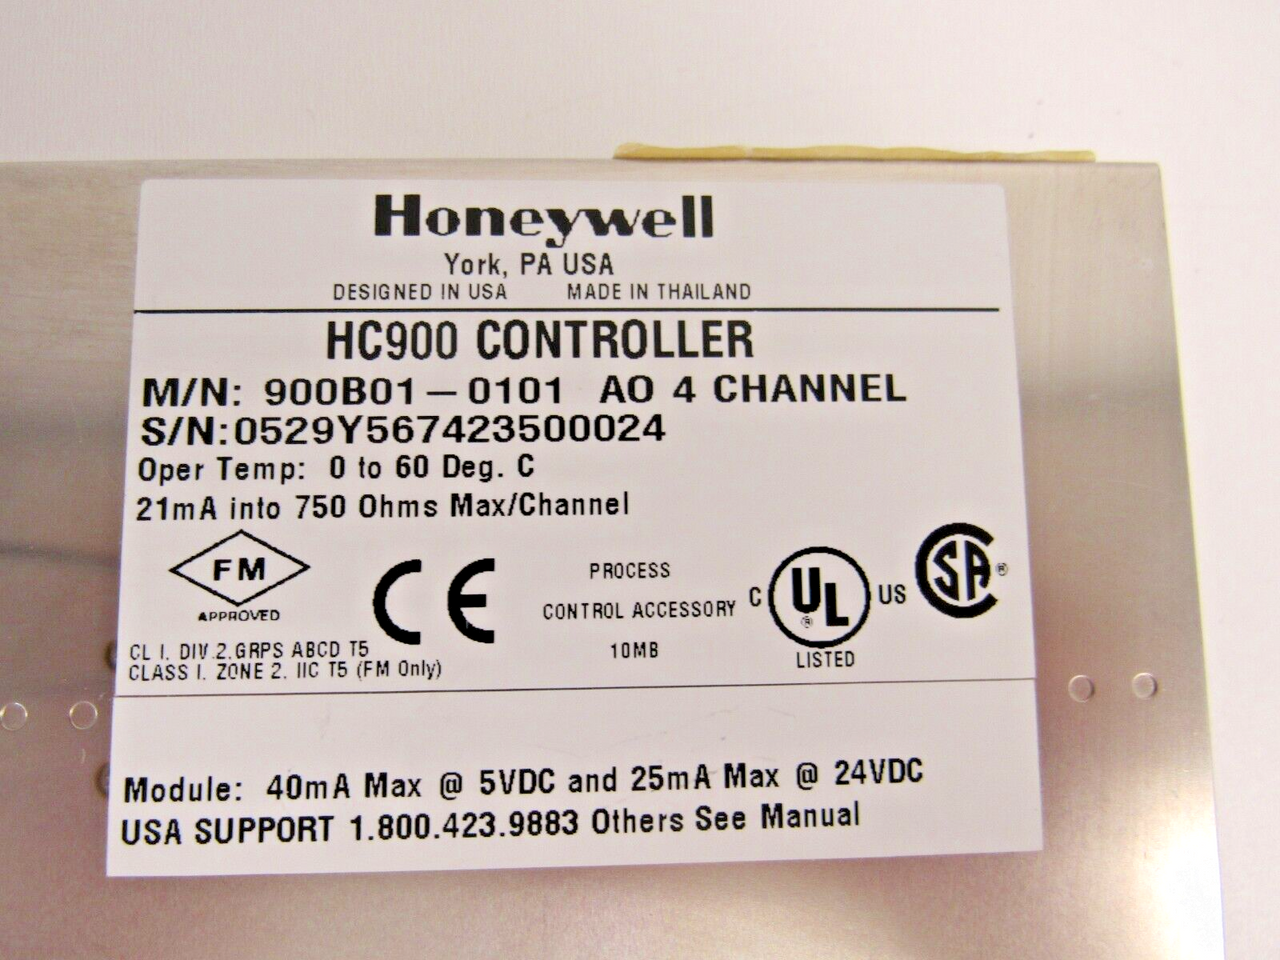 Honeywell
York, PA USA
DESIGNED IN USA MADE IN THAILAND
HC900 CONTROLLER
M/N: 900B01-0101 AO 4 CHANNEL
S/N:0529Y567423500024
Oper Temp: 0 to 60 Deg. C
21mA into 750 Ohms Max/Channel
FM
APPROVED
CL I. DIV.2.GRPS ABCD T5
CLASS I. ZONE 2. IIC T5 (FM Only)
CE
PROCESS
CONTROL ACCESSORY
10MB
C UL® US
LISTED
SA®
Module: 40mA Max @ 5VDC and 25mA Max @ 24VDC
USA SUPPORT 1.800.423.9883 Others See Manual